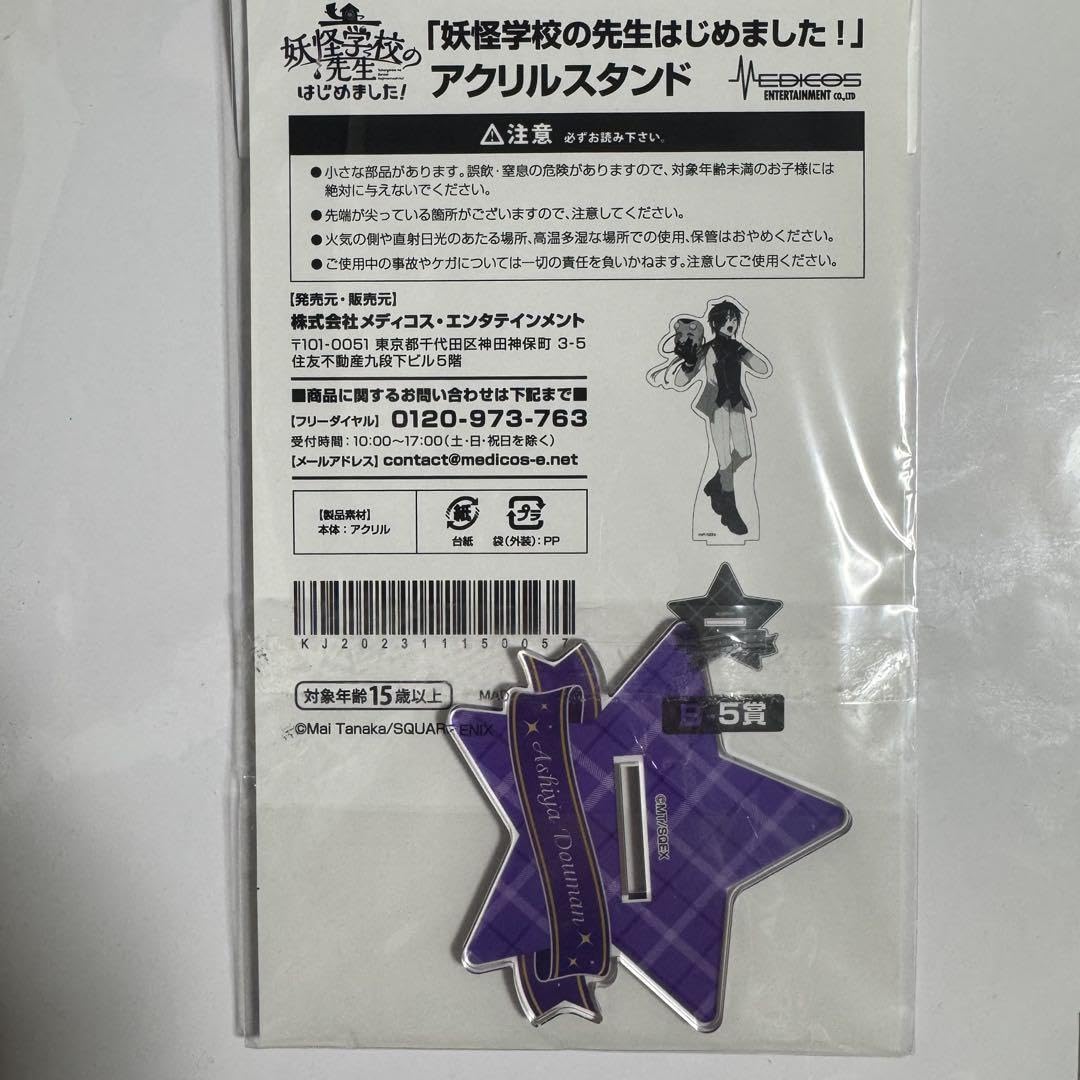 妖怪学校の
先生
はじめました!
「妖怪学校の先生はじめました!」
アクリルスタンド
MEDICOS
ENTERTAINMENT CO.,LTD
⚠注意 必ずお読み下さい。
●小さな部品があります。誤飲・窒息の危険がありますので、対象年齢未満のお子様には
絶対に与えないでください。
●先端が尖っている箇所がございますので、注意してください。
●火気の側や直射日光のあたる場所、高温多湿な場所での使用、保管はおやめください。
●ご使用中の事故やケガについては一切の責任を負いかねます。注意してご使用ください。
【発売元・販売元】
株式会社メディコス・エンタテインメント
〒101-0051 東京都千代田区神田神保町 3-5
住友不動産九段下ビル5階
■商品に関するお問い合わせは下記まで■
【フリーダイヤル】 0120-973-763
受付時間:10:00～17:00(土・日・祝日を除く)
【メールアドレス】contact@medicos-e.net
【製品素材】
本体:アクリル
紙
台紙
プラ
袋(外装):PP
KJ20231150057
対象年齢15歳以上
©Mai Tanaka/SQUARE ENIX
B-5賞
Ashiya Douman
©MT/SQEX